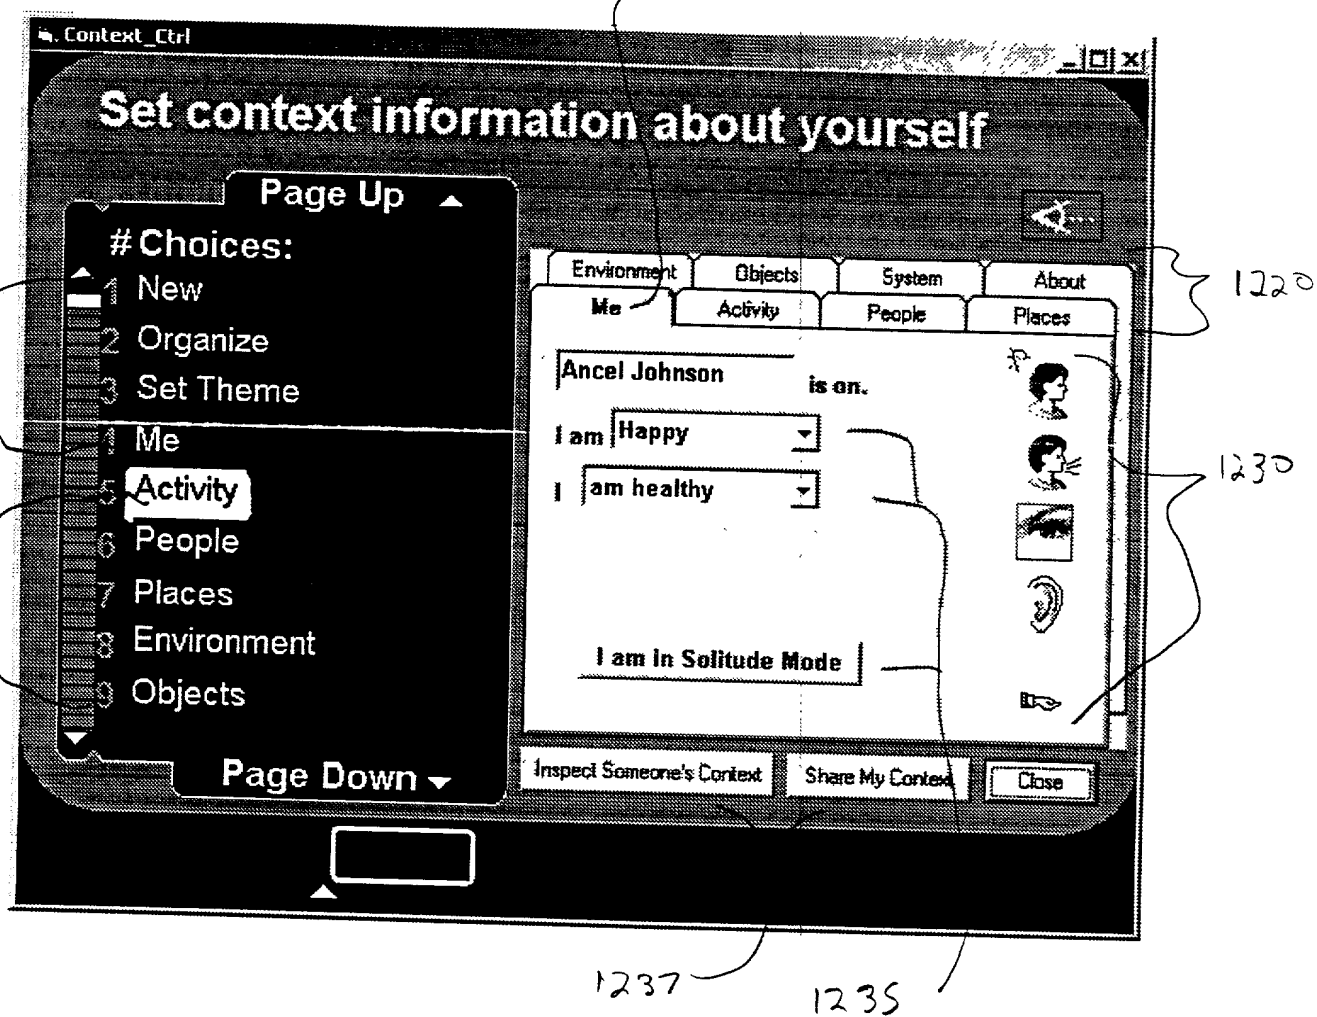 Context_Ctrl
Set context information about yourself
Page Up
# Choices:
1 New
2 Organize
3 Set Theme
4 Me
5 Activity
6 People
7 Places
8 Environment
9 Objects
Page Down
Environment Objects System About
Me Activity People Places
Ancel Johnson is on.
I am Happy
I am healthy
I am in Solitude Mode
Inspect Someone's Context Share My Context Close
1220
1230
1237 1235